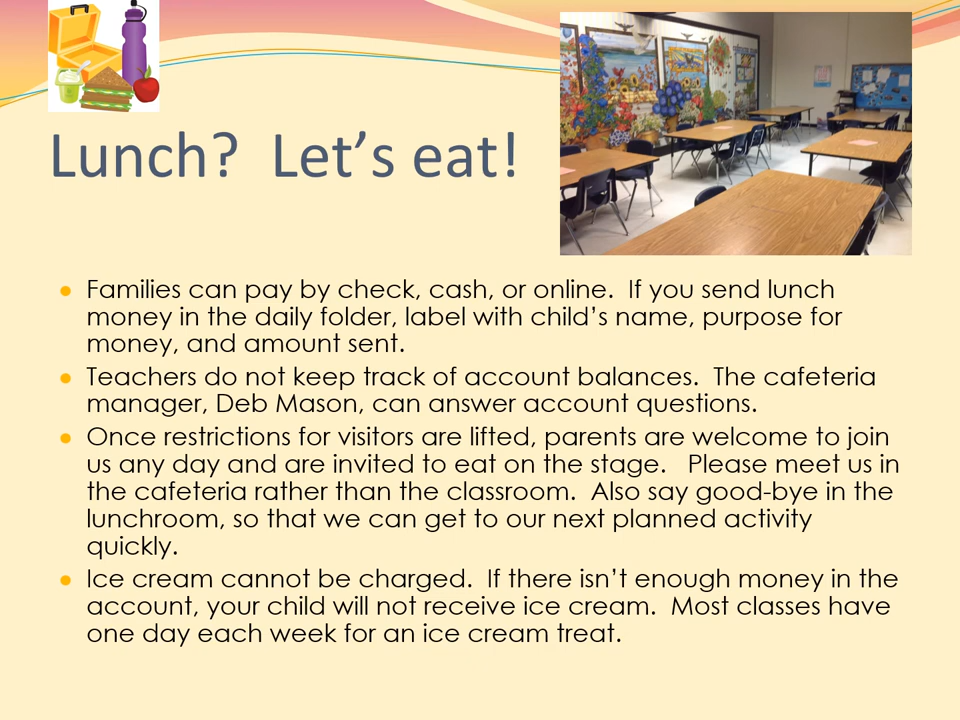 Lunch?  Let’s eat!
● Families can pay by check, cash, or online.  If you send lunch
money in the daily folder, label with child’s name, purpose for
money, and amount sent.
● Teachers do not keep track of account balances.  The cafeteria
manager, Deb Mason, can answer account questions.
● Once restrictions for visitors are lifted, parents are welcome to join
us any day and are invited to eat on the stage.   Please meet us in
the cafeteria rather than the classroom.  Also say good-bye in the
lunchroom, so that we can get to our next planned activity
quickly.
● Ice cream cannot be charged.  If there isn’t enough money in the
account, your child will not receive ice cream.  Most classes have
one day each week for an ice cream treat.